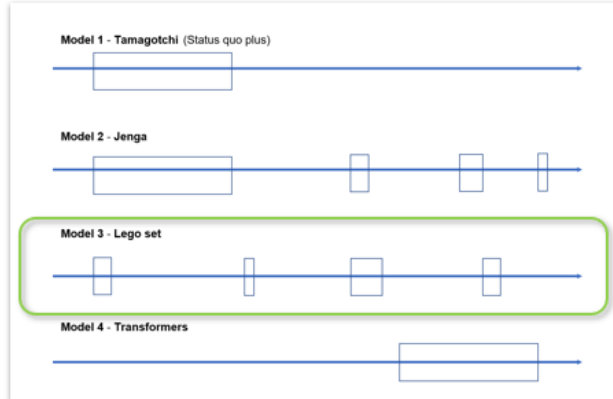 Model 1 - Tamagotchi (Status quo plus)
Model 2 - Jenga
Model 3 - Lego set
Model 4 - Transformers